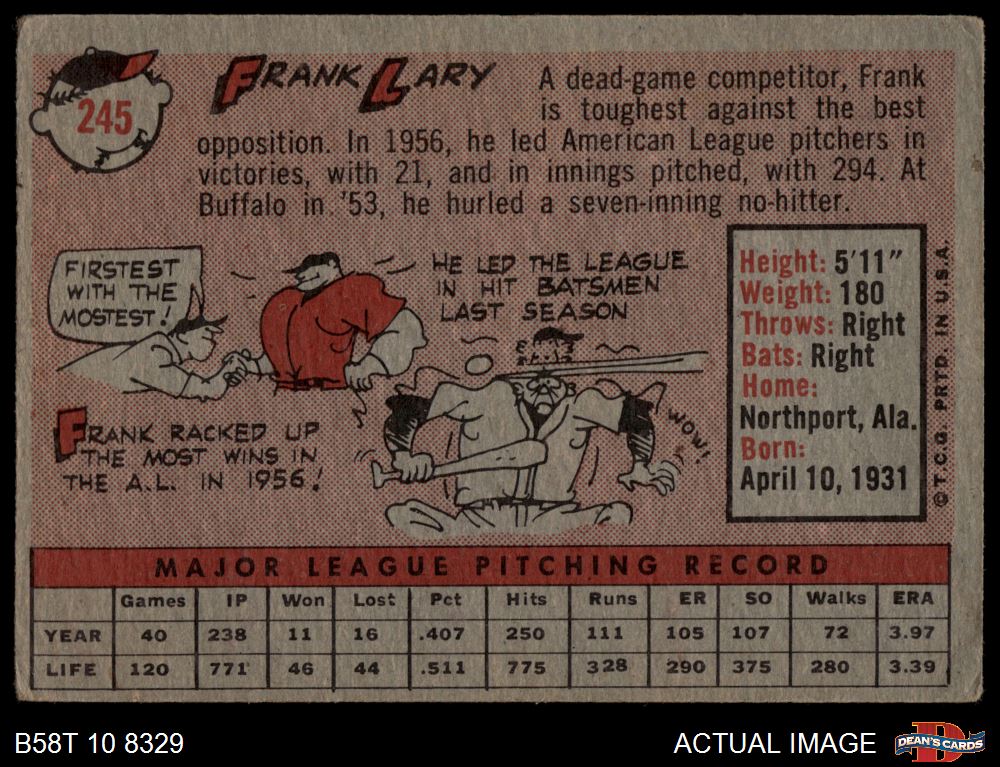 245
FRANK LARY
A dead-game competitor, Frank
is toughest against the best
opposition. In 1956, he led American League pitchers in
victories, with 21, and in innings pitched, with 294. At
Buffalo in '53, he hurled a seven-inning no-hitter.
FIRSTEST
WITH THE
MOSTEST!
HE LED THE LEAGUE
IN HIT BATSMEN
LAST SEASON
WOW!
FRANK RACKED UP
THE MOST WINS IN
THE A.L. IN 1956!
Height: 5'11"
Weight: 180
Throws: Right
Bats: Right
Home:
Northport, Ala.
Born:
April 10, 1931
© T.C.G. PRTD. IN U.S.A.
MAJOR LEAGUE PITCHING RECORD
Games IP Won Lost Pct Hits Runs ER SO Walks ERA
YEAR 40 238 11 16 .407 250 111 105 107 72 3.97
LIFE 120 771 46 44 .511 775 328 290 375 280 3.39
B58T 10 8329
ACTUAL IMAGE
D
DEAN'S CARDS